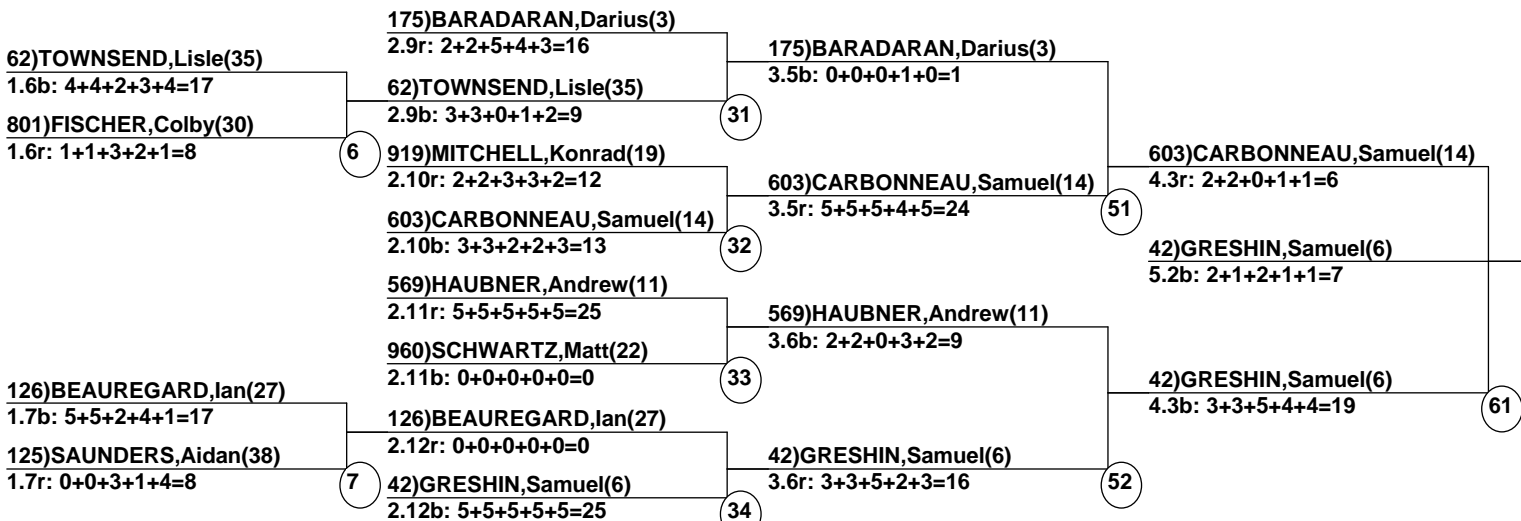 62)TOWNSEND,Lisle(35)
1.6b: 4+4+2+3+4=17
801)FISCHER,Colby(30)
1.6r: 1+1+3+2+1=8
6
126)BEAUREGARD,Ian(27)
1.7b: 5+5+2+4+1=17
125)SAUNDERS,Aidan(38)
1.7r: 0+0+3+1+4=8
7
175)BARADARAN,Darius(3)
2.9r: 2+2+5+4+3=16
62)TOWNSEND,Lisle(35)
2.9b: 3+3+0+1+2=9
31
919)MITCHELL,Konrad(19)
2.10r: 2+2+3+3+2=12
603)CARBONNEAU,Samuel(14)
2.10b: 3+3+2+2+3=13
32
569)HAUBNER,Andrew(11)
2.11r: 5+5+5+5+5=25
960)SCHWARTZ,Matt(22)
2.11b: 0+0+0+0+0=0
33
126)BEAUREGARD,Ian(27)
2.12r: 0+0+0+0+0=0
42)GRESHIN,Samuel(6)
2.12b: 5+5+5+5+5=25
34
175)BARADARAN,Darius(3)
3.5b: 0+0+0+1+0=1
603)CARBONNEAU,Samuel(14)
3.5r: 5+5+5+4+5=24
51
569)HAUBNER,Andrew(11)
3.6b: 2+2+0+3+2=9
42)GRESHIN,Samuel(6)
3.6r: 3+3+5+2+3=16
52
603)CARBONNEAU,Samuel(14)
4.3r: 2+2+0+1+1=6
42)GRESHIN,Samuel(6)
5.2b: 2+1+2+1+1=7
42)GRESHIN,Samuel(6)
4.3b: 3+3+5+4+4=19
61